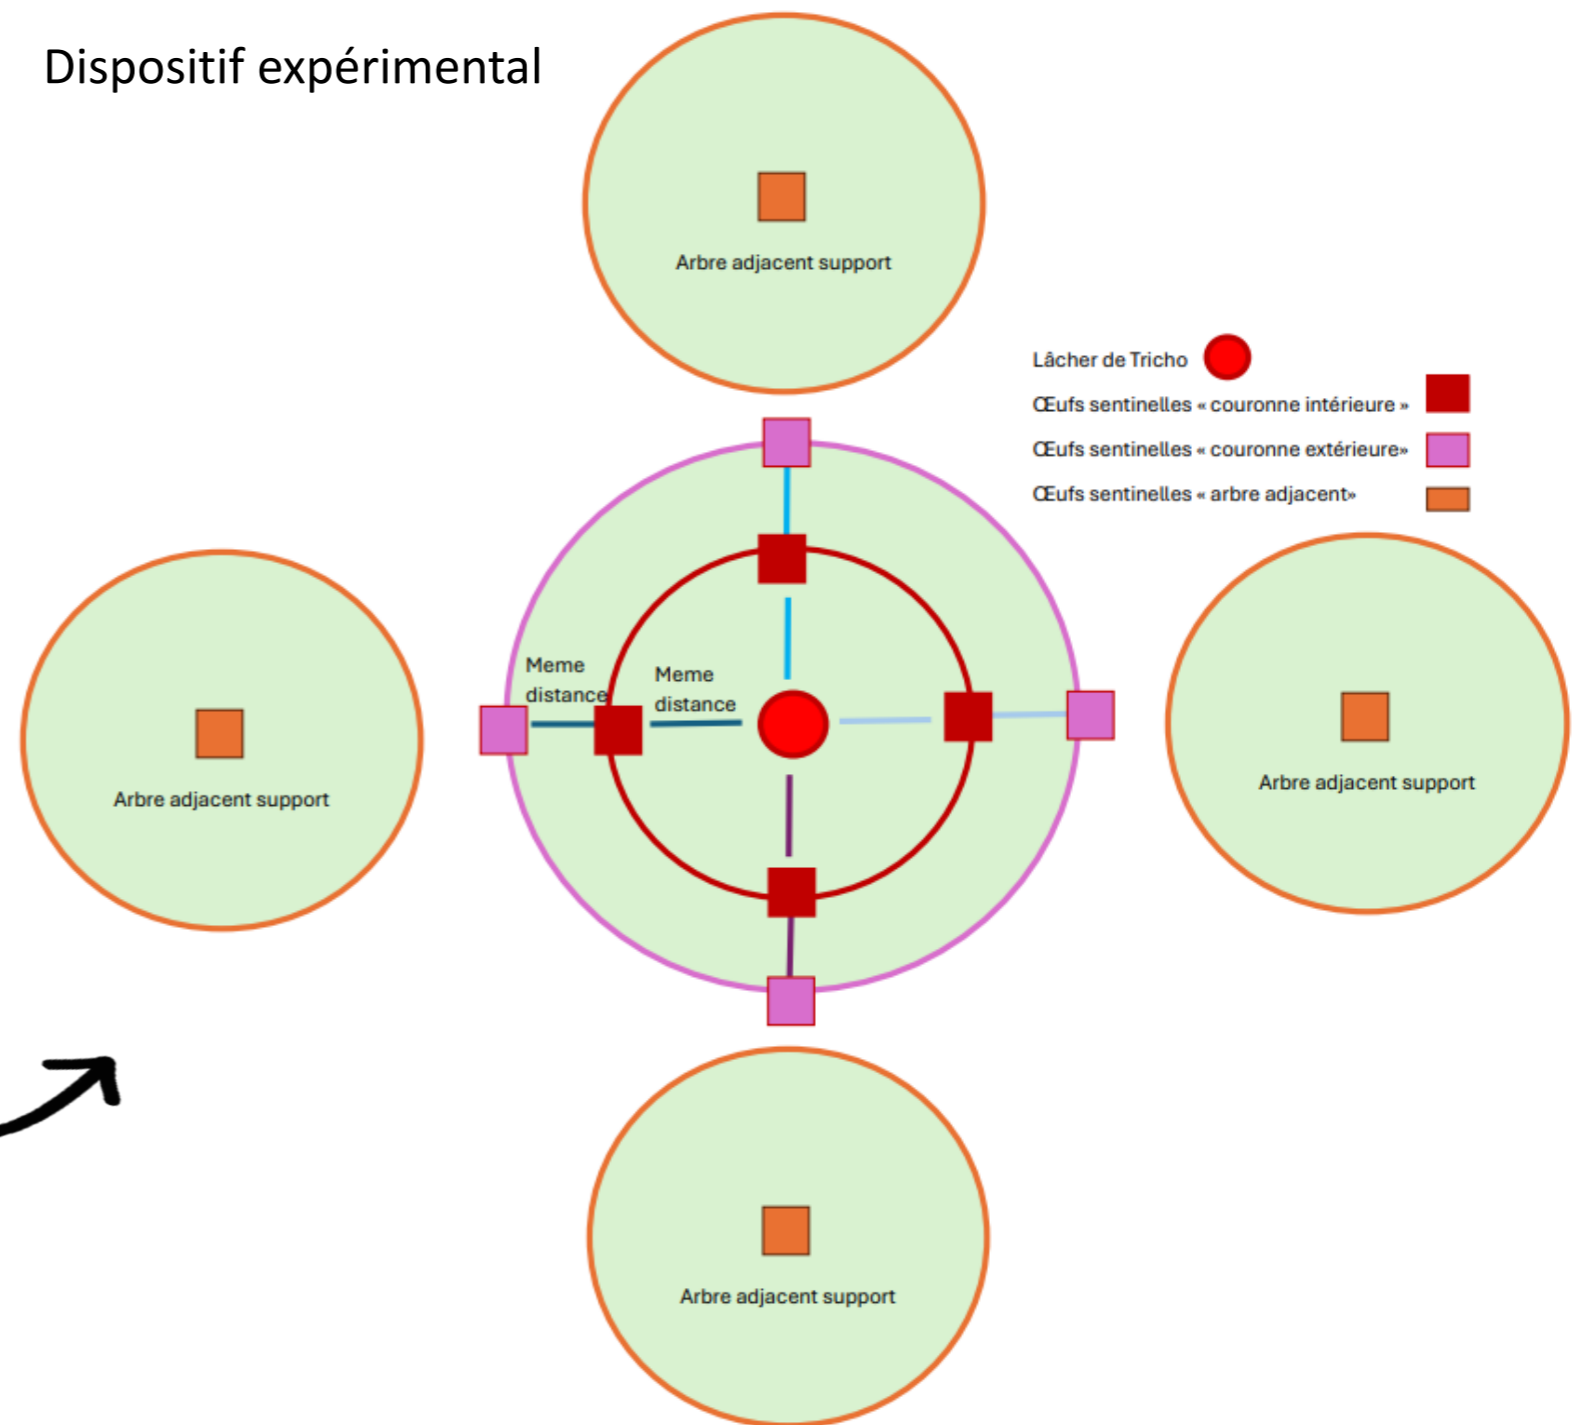 Dispositif expérimental
Arbre adjacent support
Lâcher de Tricho
Œufs sentinelles « couronne intérieure »
Œufs sentinelles « couronne extérieure»
Œufs sentinelles « arbre adjacent»
Meme
distance
Meme
distance
Arbre adjacent support
Arbre adjacent support
Arbre adjacent support